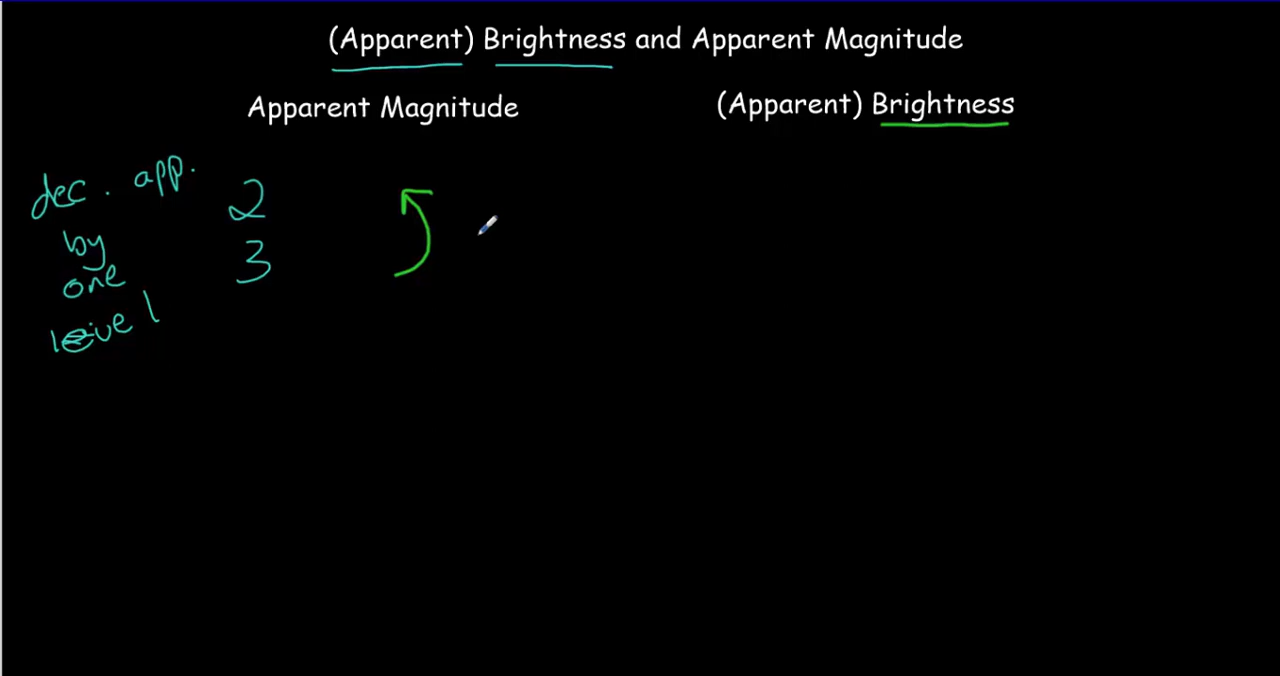 (Apparent) Brightness and Apparent Magnitude
Apparent Magnitude
(Apparent) Brightness
dec. app.
by
one
level
2
3